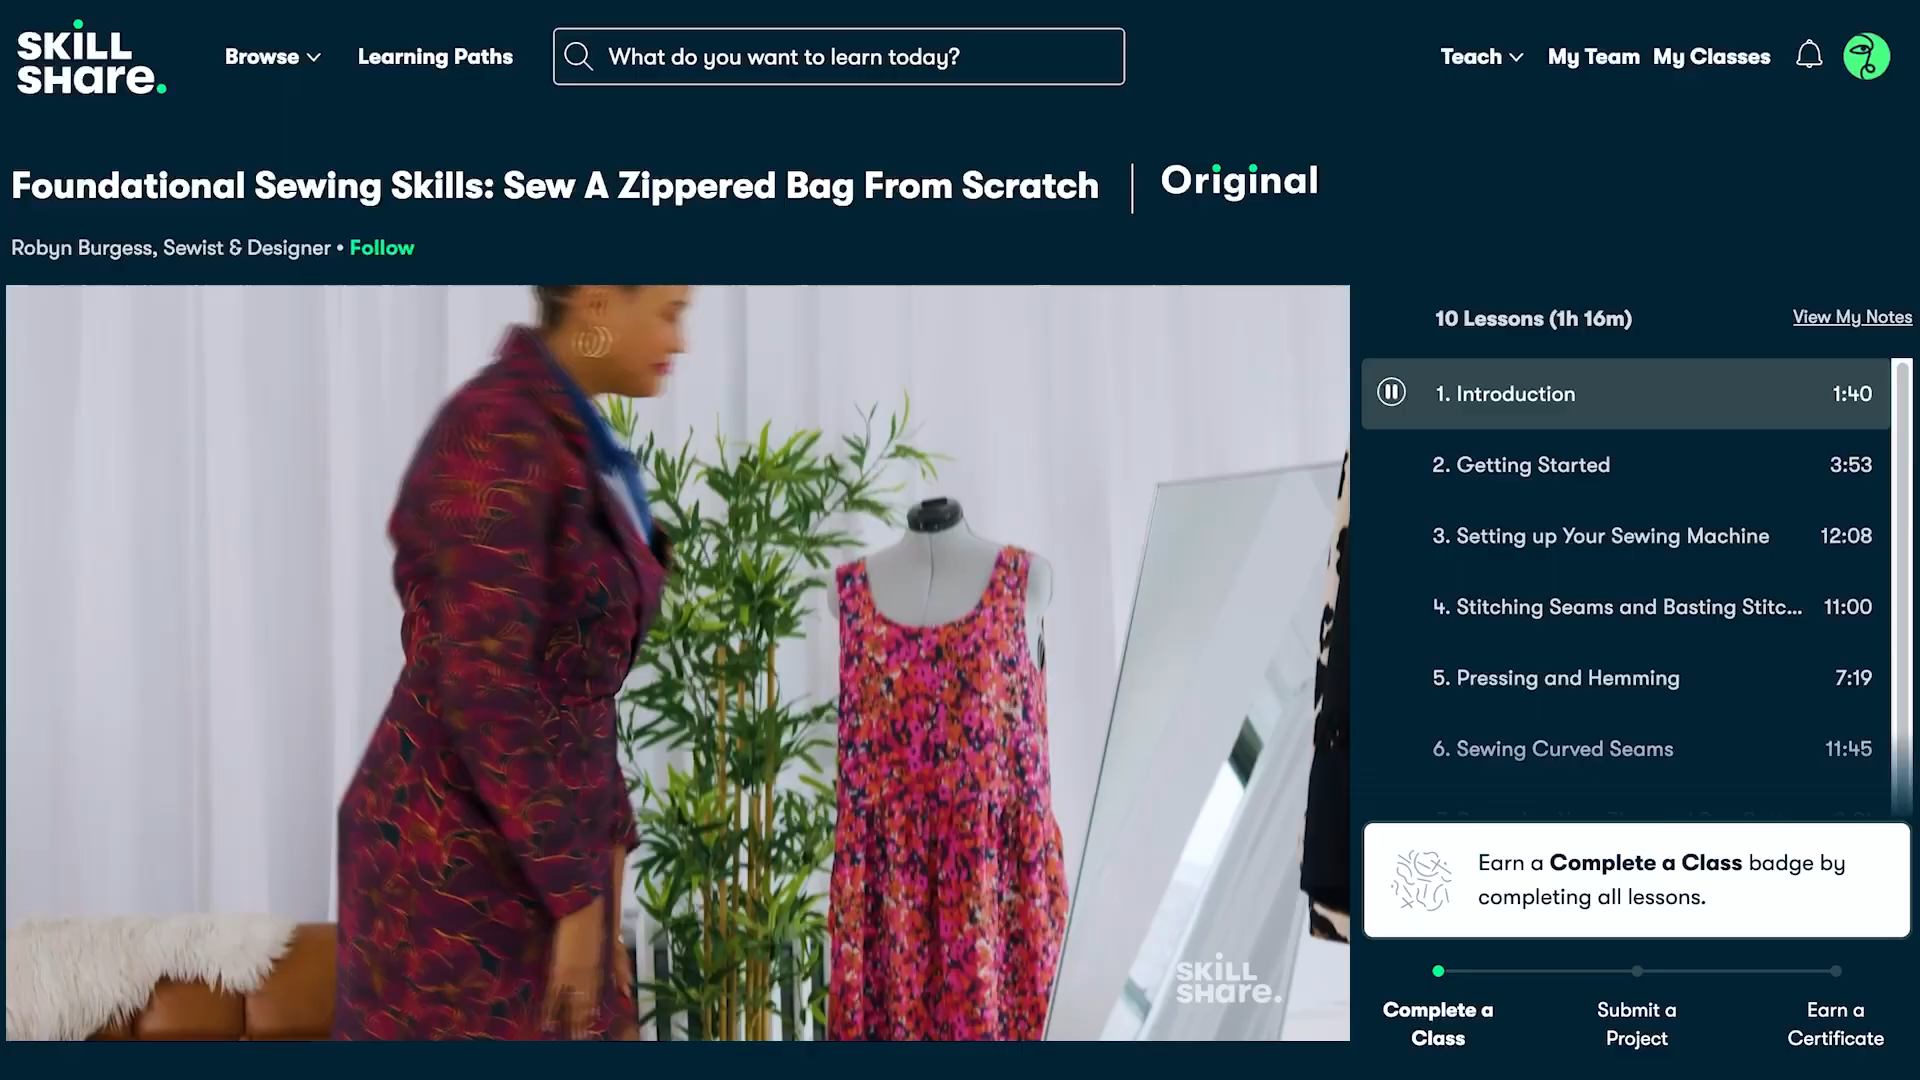 SKILL
SHare.
Browse
Learning Paths
What do you want to learn today?
Teach
My Team
My Classes
Foundational Sewing Skills: Sew A Zippered Bag From Scratch
Original
Robyn Burgess, Sewist & Designer • Follow
10 Lessons (1h 16m)
View My Notes
1. Introduction 1:40
2. Getting Started 3:53
3. Setting up Your Sewing Machine 12:08
4. Stitching Seams and Basting Stitc... 11:00
5. Pressing and Hemming 7:19
6. Sewing Curved Seams 11:45
SKILL
SHare.
Earn a Complete a Class badge by
completing all lessons.
Complete a
Class
Submit a
Project
Earn a
Certificate